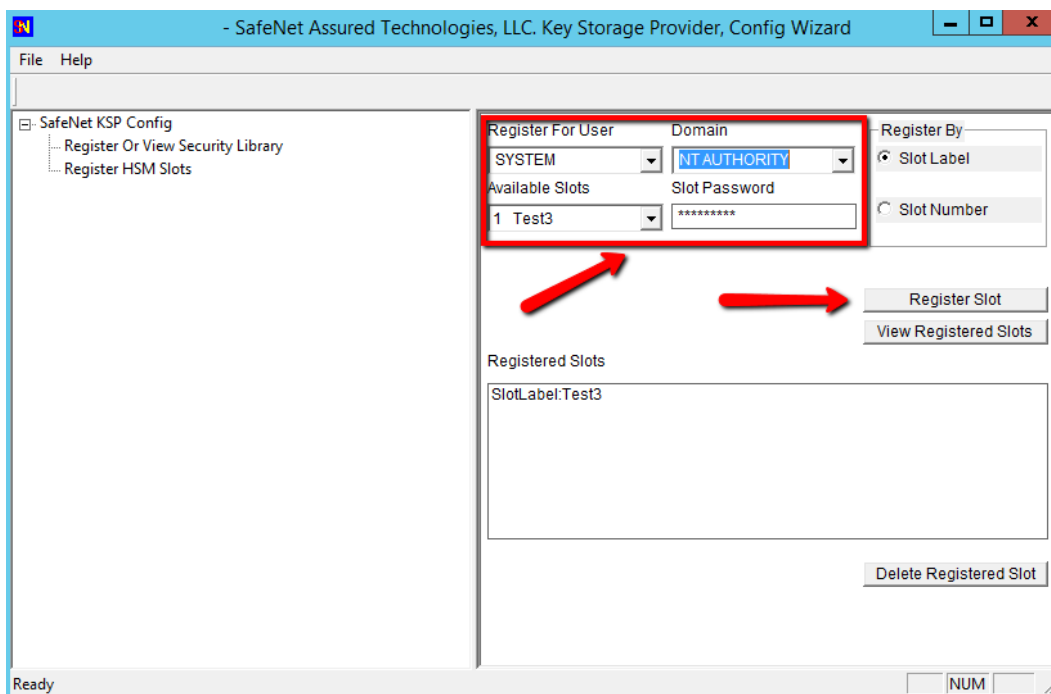 - SafeNet Assured Technologies, LLC. Key Storage Provider, Config Wizard
File Help
SafeNet KSP Config
Register Or View Security Library
Register HSM Slots
Register For User Domain
SYSTEM NT AUTHORITY
Available Slots Slot Password
1 Test3 *********
Register By
Slot Label
Slot Number
Register Slot
View Registered Slots
Registered Slots
SlotLabel:Test3
Delete Registered Slot
Ready NUM